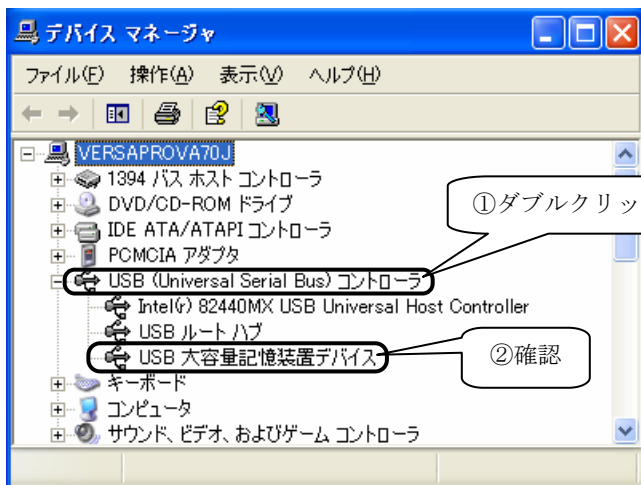 デバイス マネージャ
ファイル(F) 操作(A) 表示(V) ヘルプ(H)
VERSAPROVA70J
1394 バス ホスト コントローラ
DVD/CD-ROM ドライブ
①ダブルクリッ
IDE ATA/ATAPI コントローラ
PCMCIA アダプタ
USB (Universal Serial Bus) コントローラ
Intel(r) 82440MX USB Universal Host Controller
USB ルート ハブ
USB 大容量記憶装置デバイス
②確認
キーボード
コンピュータ
サウンド、ビデオ、およびゲーム コントローラ